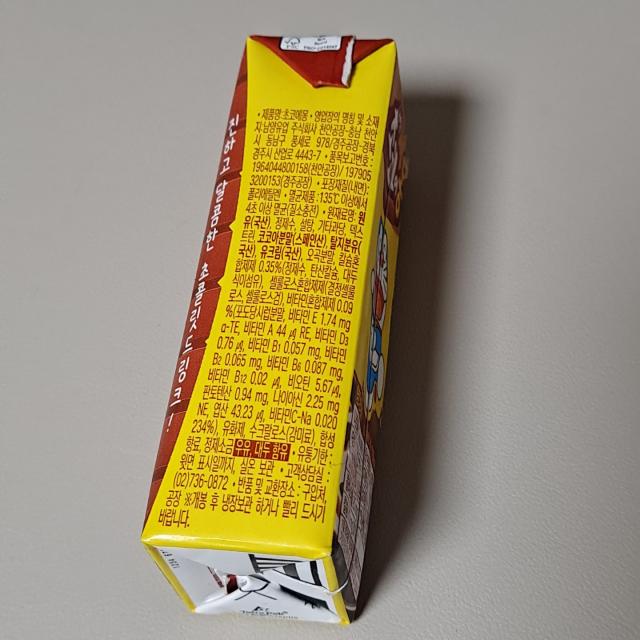 •제품명:초코에몽 •영업장의 명칭 및 소재
지:남양유업 주식회사 천안공장-충남 천안
시 동남구 풍세로 978/경주공장-경북
경주시 산업로 4443-7 •품목보고번호:
1964044800158(천안공장)/ 197905
3200153(경주공장) •포장재질(내면):
폴리에틸렌 •멸균제품:135℃이상에서
4초 이상 멸균(질소충전) •원재료명: 원
유(국산), 정제수, 설탕, 기타과당, 덱스
트린, 코코아분말(스페인산), 탈지분유(
국산), 유크림(국산), 오곡분말, 칼슘혼
합제제 0.35%(정제수, 탄산칼슘, 대두
식이섬유), 셀룰로스혼합제제(결정셀룰
로스, 셀룰로스검), 비타민혼합제제 0.09
%(포도당시럽분말, 비타민 E 1.74 mg
α-TE, 비타민 A 44 ㎍ RE, 비타민 D₃
0.76 ㎍, 비타민 B₁ 0.057 mg, 비타민
B₂ 0.065 mg, 비타민 B₆ 0.087 mg,
비타민 B₁₂ 0.02 ㎍, 비오틴 5.67㎍,
판토텐산 0.94 mg, 나이아신 2.25 mg
NE, 엽산 43.23 ㎍, 비타민C-Na 0.020
234%), 유화제, 수크랄로스(감미료), 합성
향료, 정제소금 우유, 대두 함유 •유통기한:
윗면 표시일까지, 실온 보관 •고객상담실:
(02)736-0872 •반품 및 교환장소: 구입처,
공장 ※개봉 후 냉장보관 하거나 빨리 드시기
바랍니다.
진하고 달콤한 초콜릿드링크!
FSC
Tetra Pak